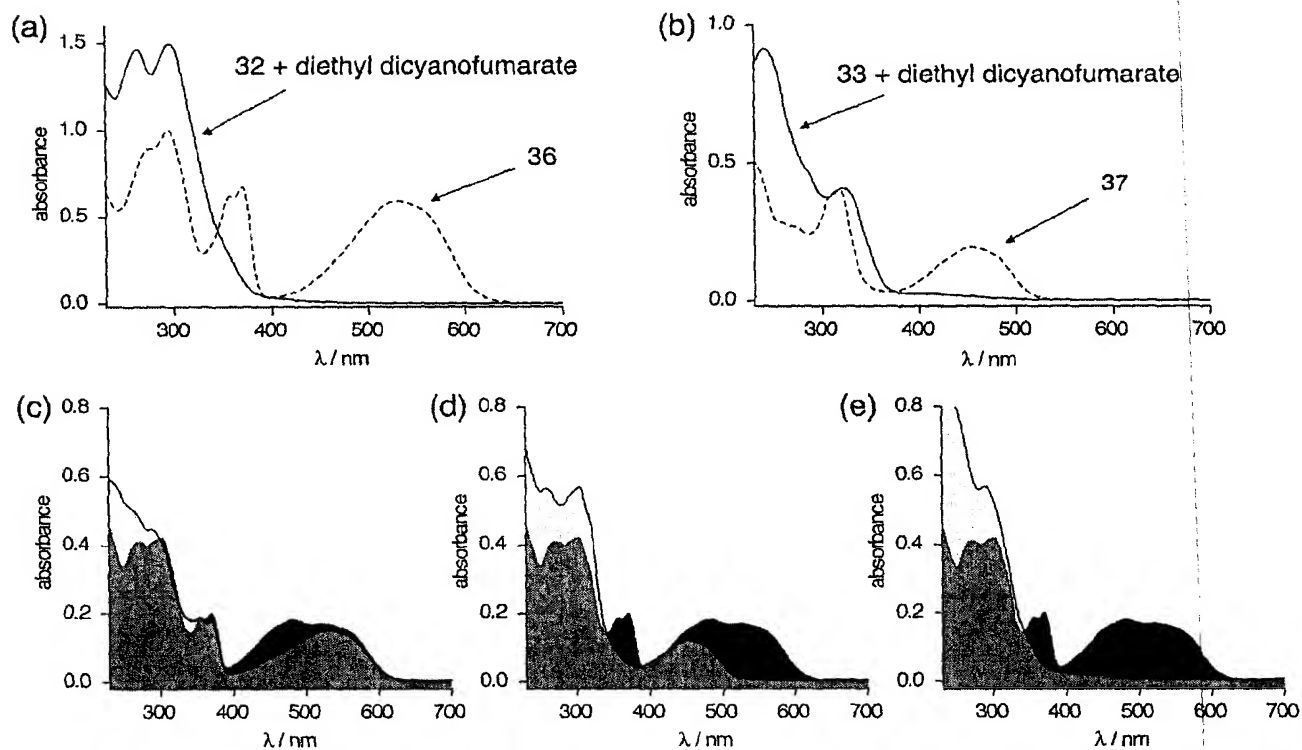 (a)
1.5
1.0
0.5
0.0
absorbance
32 + diethyl dicyanofumarate
36
300 400 500 600 700
λ / nm
(b)
1.0
0.5
0.0
absorbance
33 + diethyl dicyanofumarate
37
300 400 500 600 700
λ / nm
(c)
0.8
0.6
0.4
0.2
0.0
absorbance
300 400 500 600 700
λ / nm
(d)
0.8
0.6
0.4
0.2
0.0
absorbance
300 400 500 600 700
λ / nm
(e)
0.8
0.6
0.4
0.2
0.0
absorbance
300 400 500 600 700
λ / nm